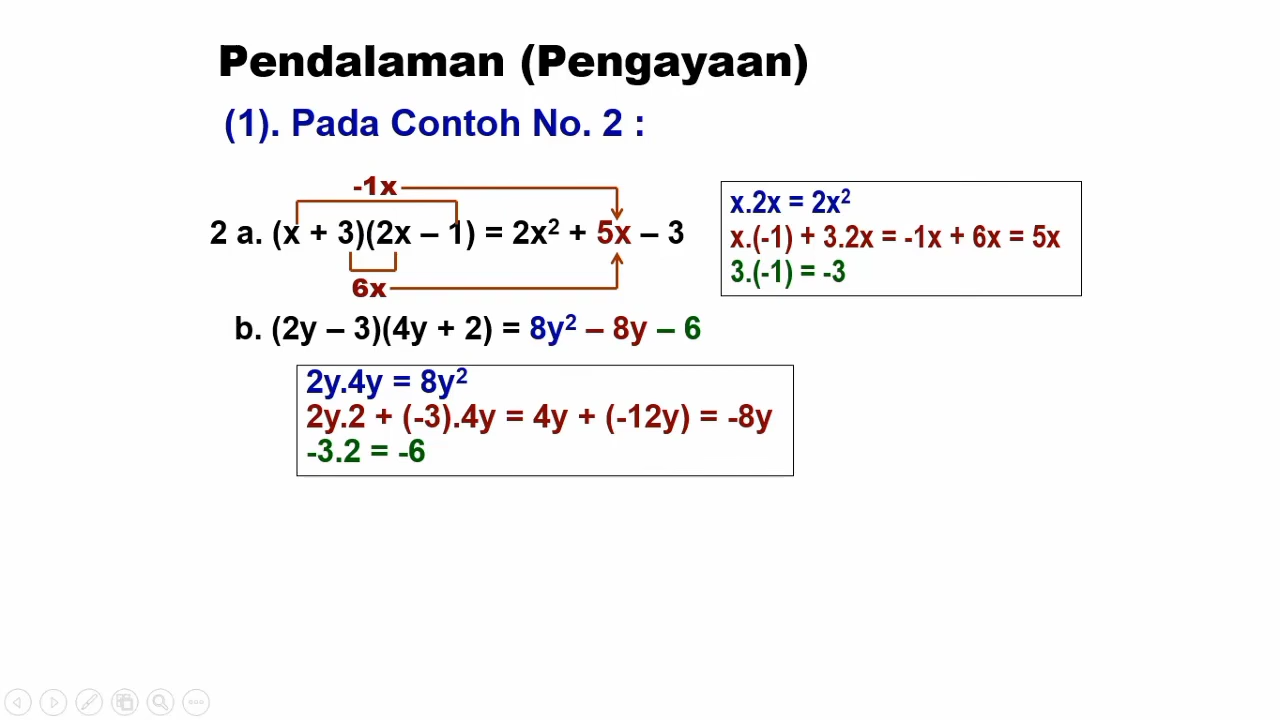 Pendalaman (Pengayaan)
(1). Pada Contoh No. 2 :
-1x
2 a. (x + 3)(2x – 1) = 2x² + 5x – 3
6x
x.2x = 2x²
x.(-1) + 3.2x = -1x + 6x = 5x
3.(-1) = -3
b. (2y – 3)(4y + 2) = 8y² – 8y – 6
2y.4y = 8y²
2y.2 + (-3).4y = 4y + (-12y) = -8y
-3.2 = -6